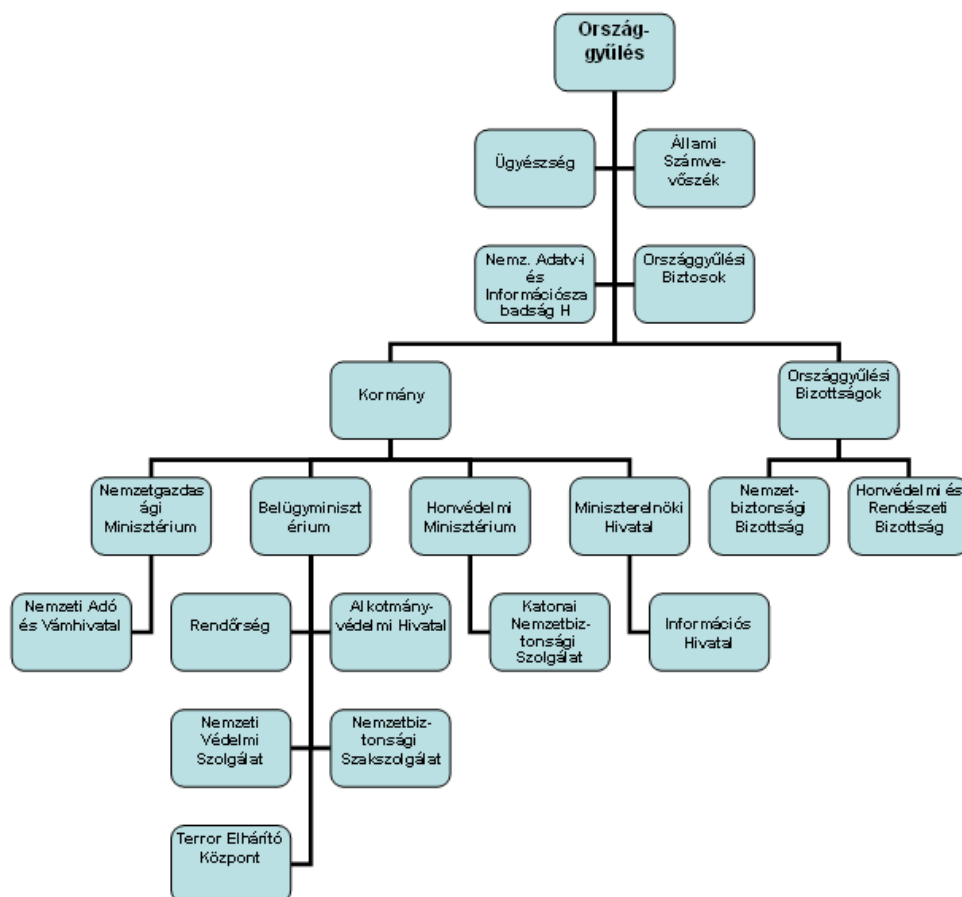 Ország-
gyűlés
Ügyészség
Állami
Számve-
vőszék
Nemz. Adatv-i
és
Információsza
badság H
Országgyűlési
Biztosok
Kormány
Országgyűlési
Bizottságok
Nemzetgazdas
ági
Minisztérium
Belügyminiszt
érium
Honvédelmi
Minisztérium
Miniszterelnöki
Hivatal
Nemzet-
biztonsági
Bizottság
Honvédelmi és
Rendészeti
Bizottság
Nemzeti Adó
és Vámhivatal
Rendőrség
Alkotmány-
védelmi Hivatal
Katonai
Nemzetbiz-
tonsági
Szolgálat
Információs
Hivatal
Nemzeti
Védelmi
Szolgálat
Nemzetbiz-
tonsági
Szakszolgálat
Terror Elhárító
Központ